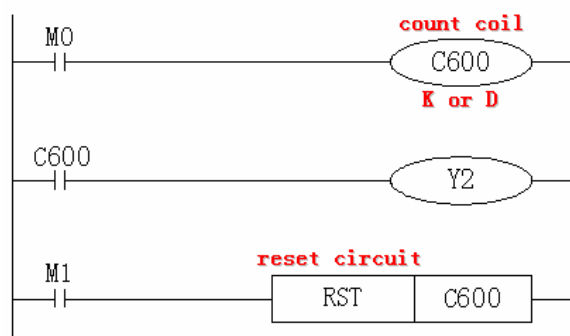 count coil
M0
C600
K or D
C600
Y2
reset circuit
M1
RST C600